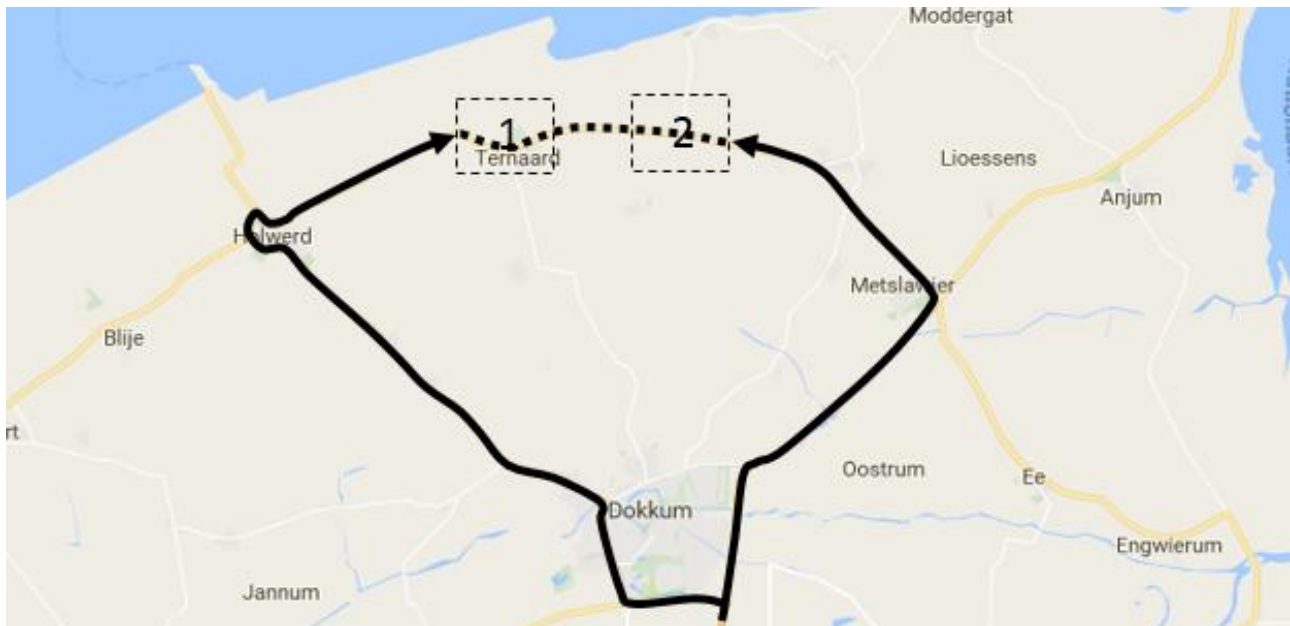 Moddergat
1
2
Ternaard
Lioessens
Anjum
Holwerd
Metslawier
Blije
rt
Oostrum
Ee
Dokkum
Engwierum
Jannum